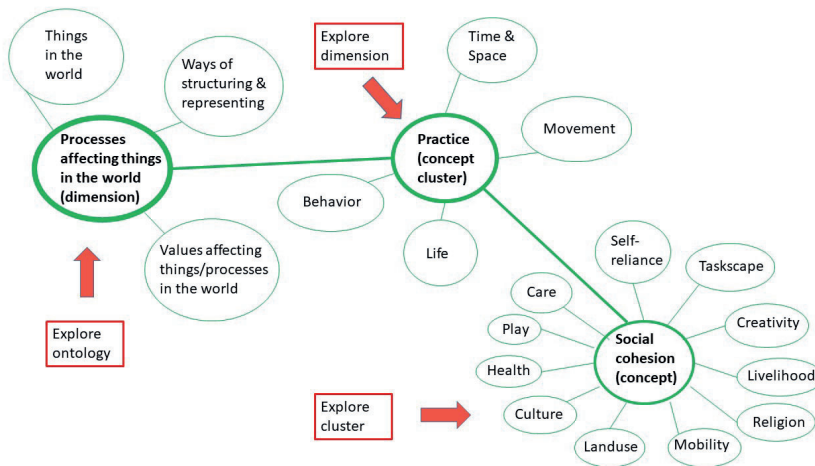 Things
in the
world
Ways of
structuring &
representing
Processes
affecting things
in the world
(dimension)
Values affecting
things/processes
in the world
Explore
ontology
Explore
dimension
Time &
Space
Practice
(concept
cluster)
Movement
Behavior
Life
Self-
reliance
Taskscape
Care
Creativity
Play
Social
cohesion
(concept)
Health
Livelihood
Explore
cluster
Culture
Religion
Landuse
Mobility